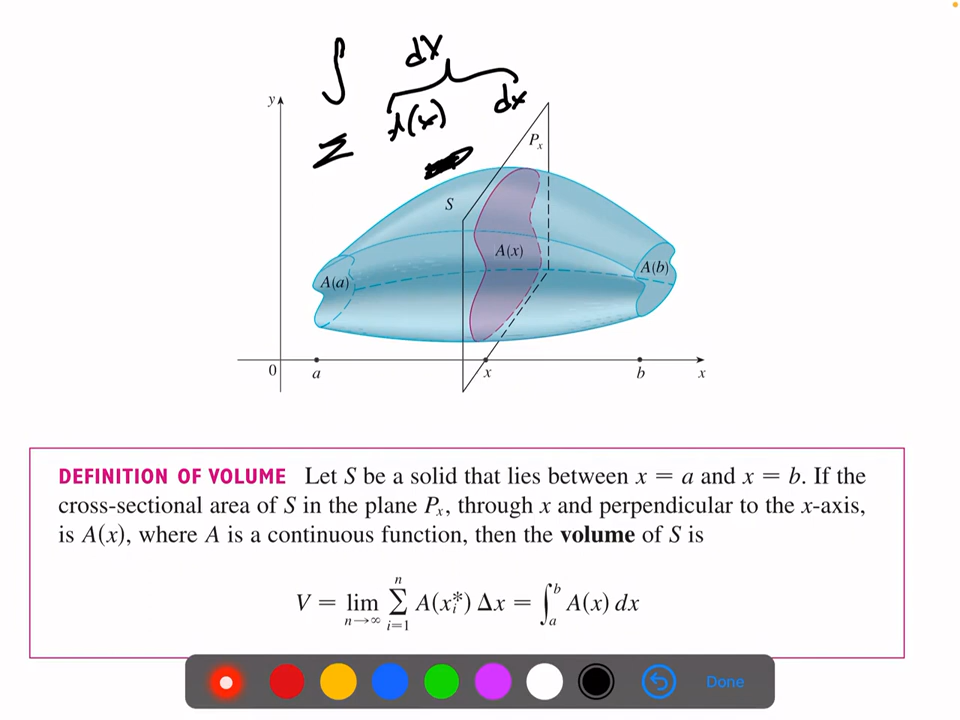 ∫ dx
A(x) dx
Σ
y
P_x
S
A(x)
A(a)
A(b)
0 a x b x
DEFINITION OF VOLUME Let S be a solid that lies between x = a and x = b. If the
cross-sectional area of S in the plane P_x, through x and perpendicular to the x-axis,
is A(x), where A is a continuous function, then the volume of S is
V = lim_{n→∞} ∑_{i=1}^{n} A(x_i^*) Δx = ∫_a^b A(x) dx
Done